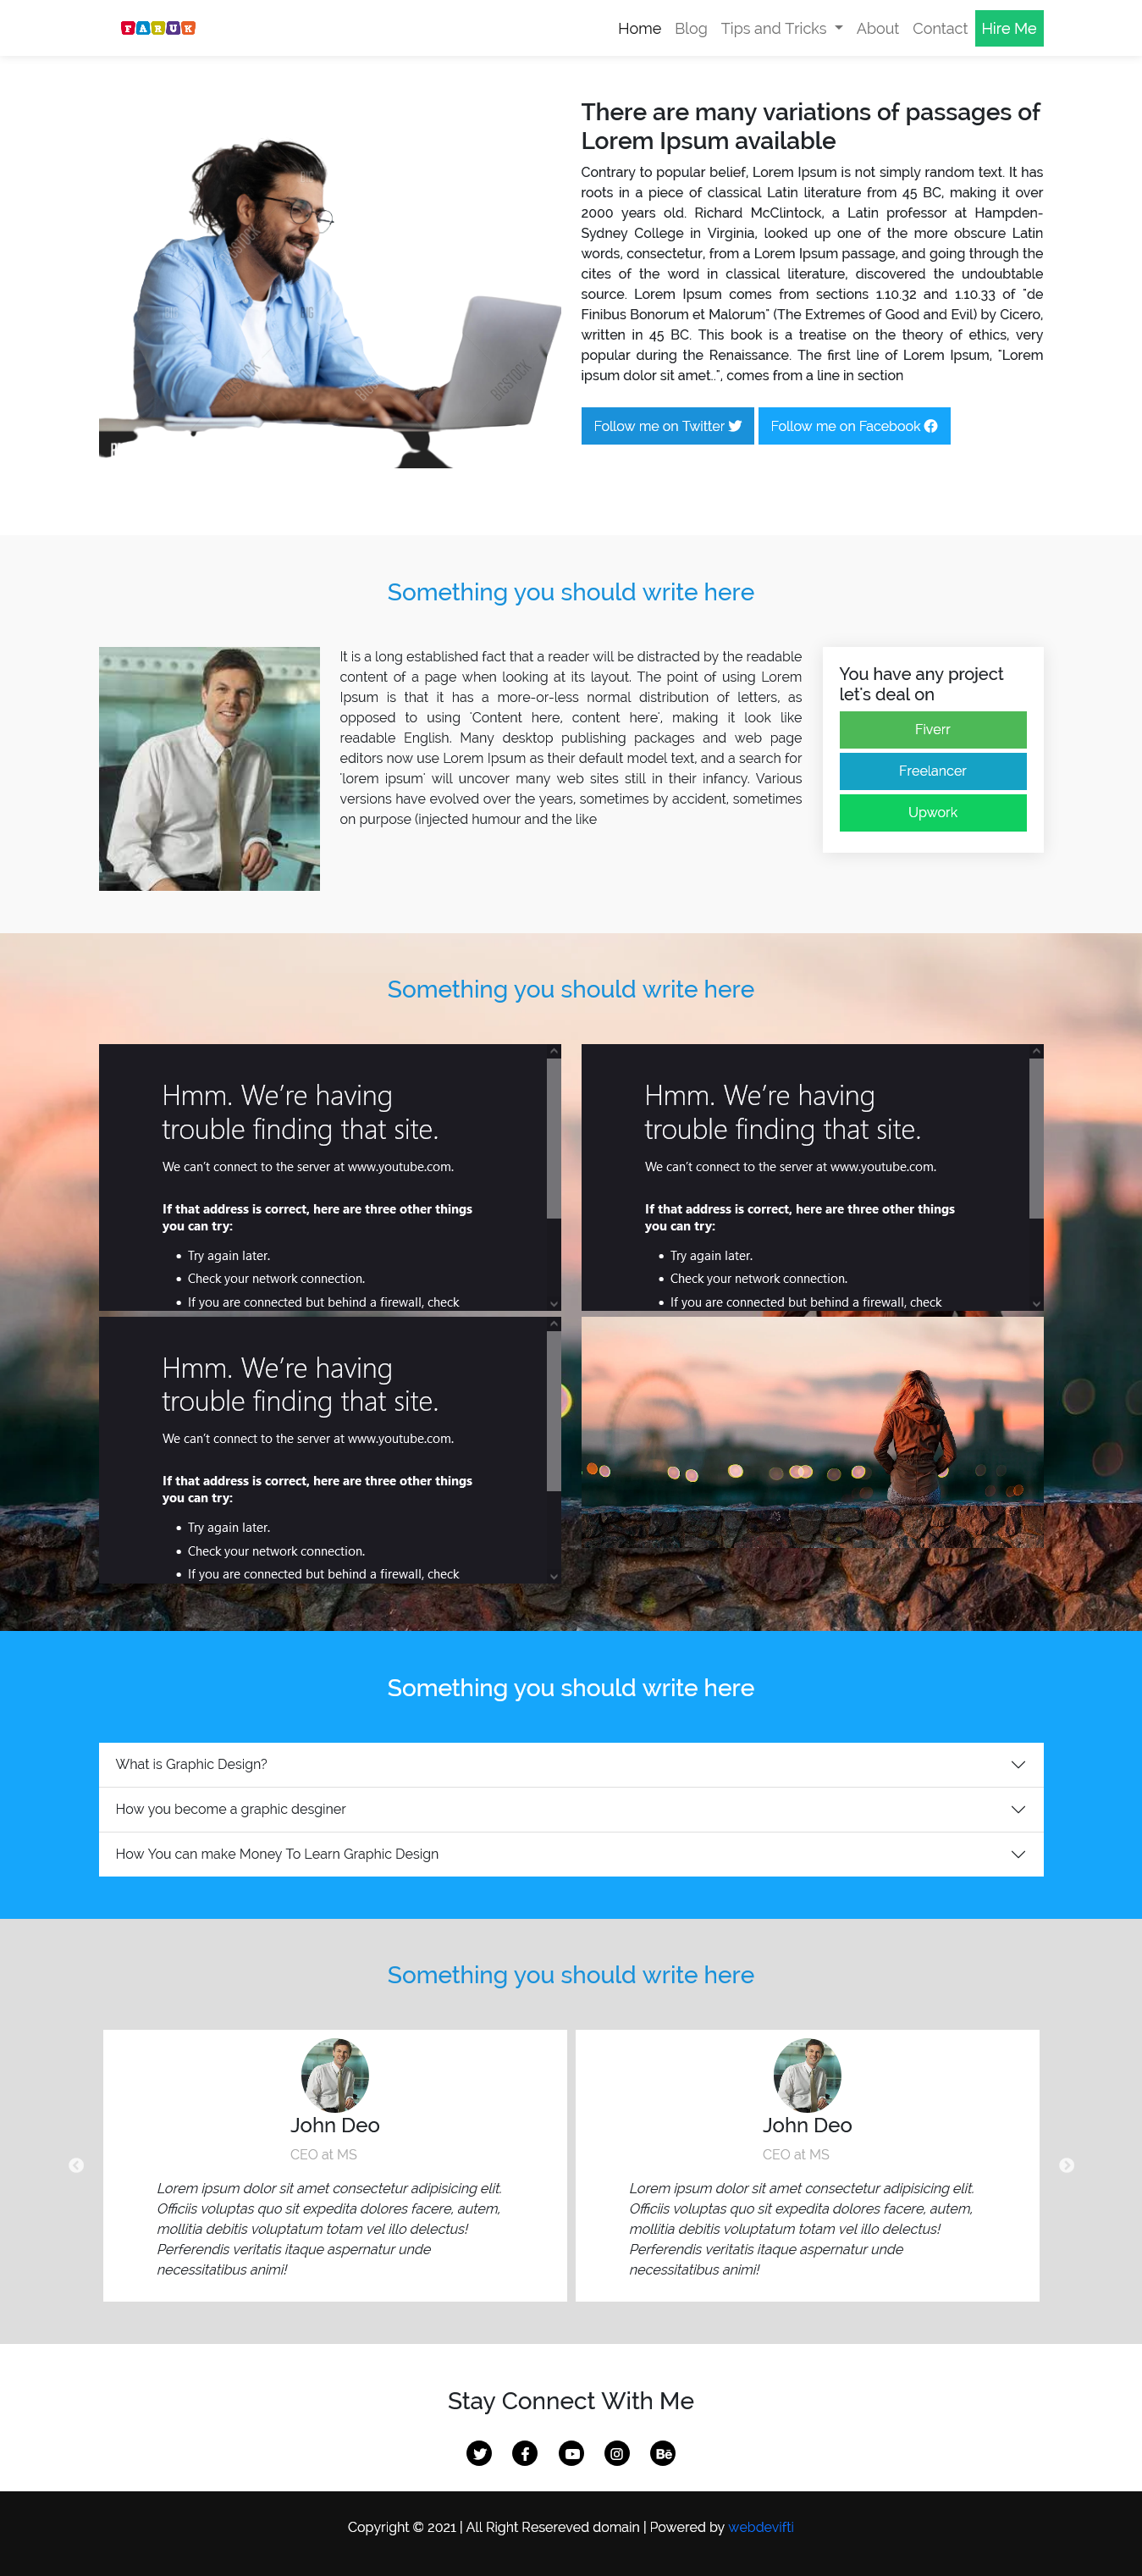 FARUK
Home Blog Tips and Tricks About Contact Hire Me
There are many variations of passages of
Lorem Ipsum available
Contrary to popular belief, Lorem Ipsum is not simply random text. It has
roots in a piece of classical Latin literature from 45 BC, making it over
2000 years old. Richard McClintock, a Latin professor at Hampden-
Sydney College in Virginia, looked up one of the more obscure Latin
words, consectetur, from a Lorem Ipsum passage, and going through the
cites of the word in classical literature, discovered the undoubtable
source. Lorem Ipsum comes from sections 1.10.32 and 1.10.33 of "de
Finibus Bonorum et Malorum" (The Extremes of Good and Evil) by Cicero,
written in 45 BC. This book is a treatise on the theory of ethics, very
popular during the Renaissance. The first line of Lorem Ipsum, "Lorem
ipsum dolor sit amet..", comes from a line in section
Follow me on Twitter Follow me on Facebook
BIGSTOCK
BIG
BIGSTOCK
BIGSTOCK
BIGSTOCK
Something you should write here
It is a long established fact that a reader will be distracted by the readable
content of a page when looking at its layout. The point of using Lorem
Ipsum is that it has a more-or-less normal distribution of letters, as
opposed to using 'Content here, content here', making it look like
readable English. Many desktop publishing packages and web page
editors now use Lorem Ipsum as their default model text, and a search for
'lorem ipsum' will uncover many web sites still in their infancy. Various
versions have evolved over the years, sometimes by accident, sometimes
on purpose (injected humour and the like
You have any project
let's deal on
Fiverr
Freelancer
Upwork
Something you should write here
Hmm. We're having
trouble finding that site.
We can't connect to the server at www.youtube.com.
If that address is correct, here are three other things
you can try:
• Try again later.
• Check your network connection.
• If you are connected but behind a firewall, check
Hmm. We're having
trouble finding that site.
We can't connect to the server at www.youtube.com.
If that address is correct, here are three other things
you can try:
• Try again later.
• Check your network connection.
• If you are connected but behind a firewall, check
Hmm. We're having
trouble finding that site.
We can't connect to the server at www.youtube.com.
If that address is correct, here are three other things
you can try:
• Try again later.
• Check your network connection.
• If you are connected but behind a firewall, check
Something you should write here
What is Graphic Design?
How you become a graphic desginer
How You can make Money To Learn Graphic Design
Something you should write here
John Deo
CEO at MS
Lorem ipsum dolor sit amet consectetur adipisicing elit.
Officiis voluptas quo sit expedita dolores facere, autem,
mollitia debitis voluptatum totam vel illo delectus!
Perferendis veritatis itaque aspernatur unde
necessitatibus animi!
John Deo
CEO at MS
Lorem ipsum dolor sit amet consectetur adipisicing elit.
Officiis voluptas quo sit expedita dolores facere, autem,
mollitia debitis voluptatum totam vel illo delectus!
Perferendis veritatis itaque aspernatur unde
necessitatibus animi!
Stay Connect With Me
Bē
Copyright © 2021 | All Right Resereved domain | Powered by webdevifti